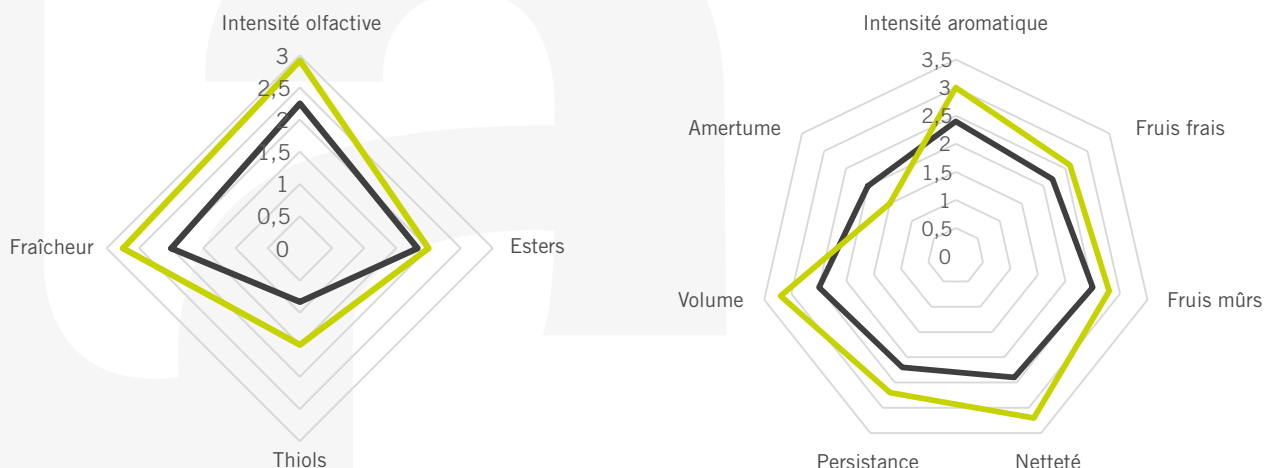 Intensité olfactive
3
2,5
2
1,5
1
0,5
0
Fraîcheur
Esters
Thiols
Intensité aromatique
3,5
3
2,5
2
1,5
1
0,5
0
Amertume
Fruis frais
Volume
Fruis mûrs
Persistance
Netteté